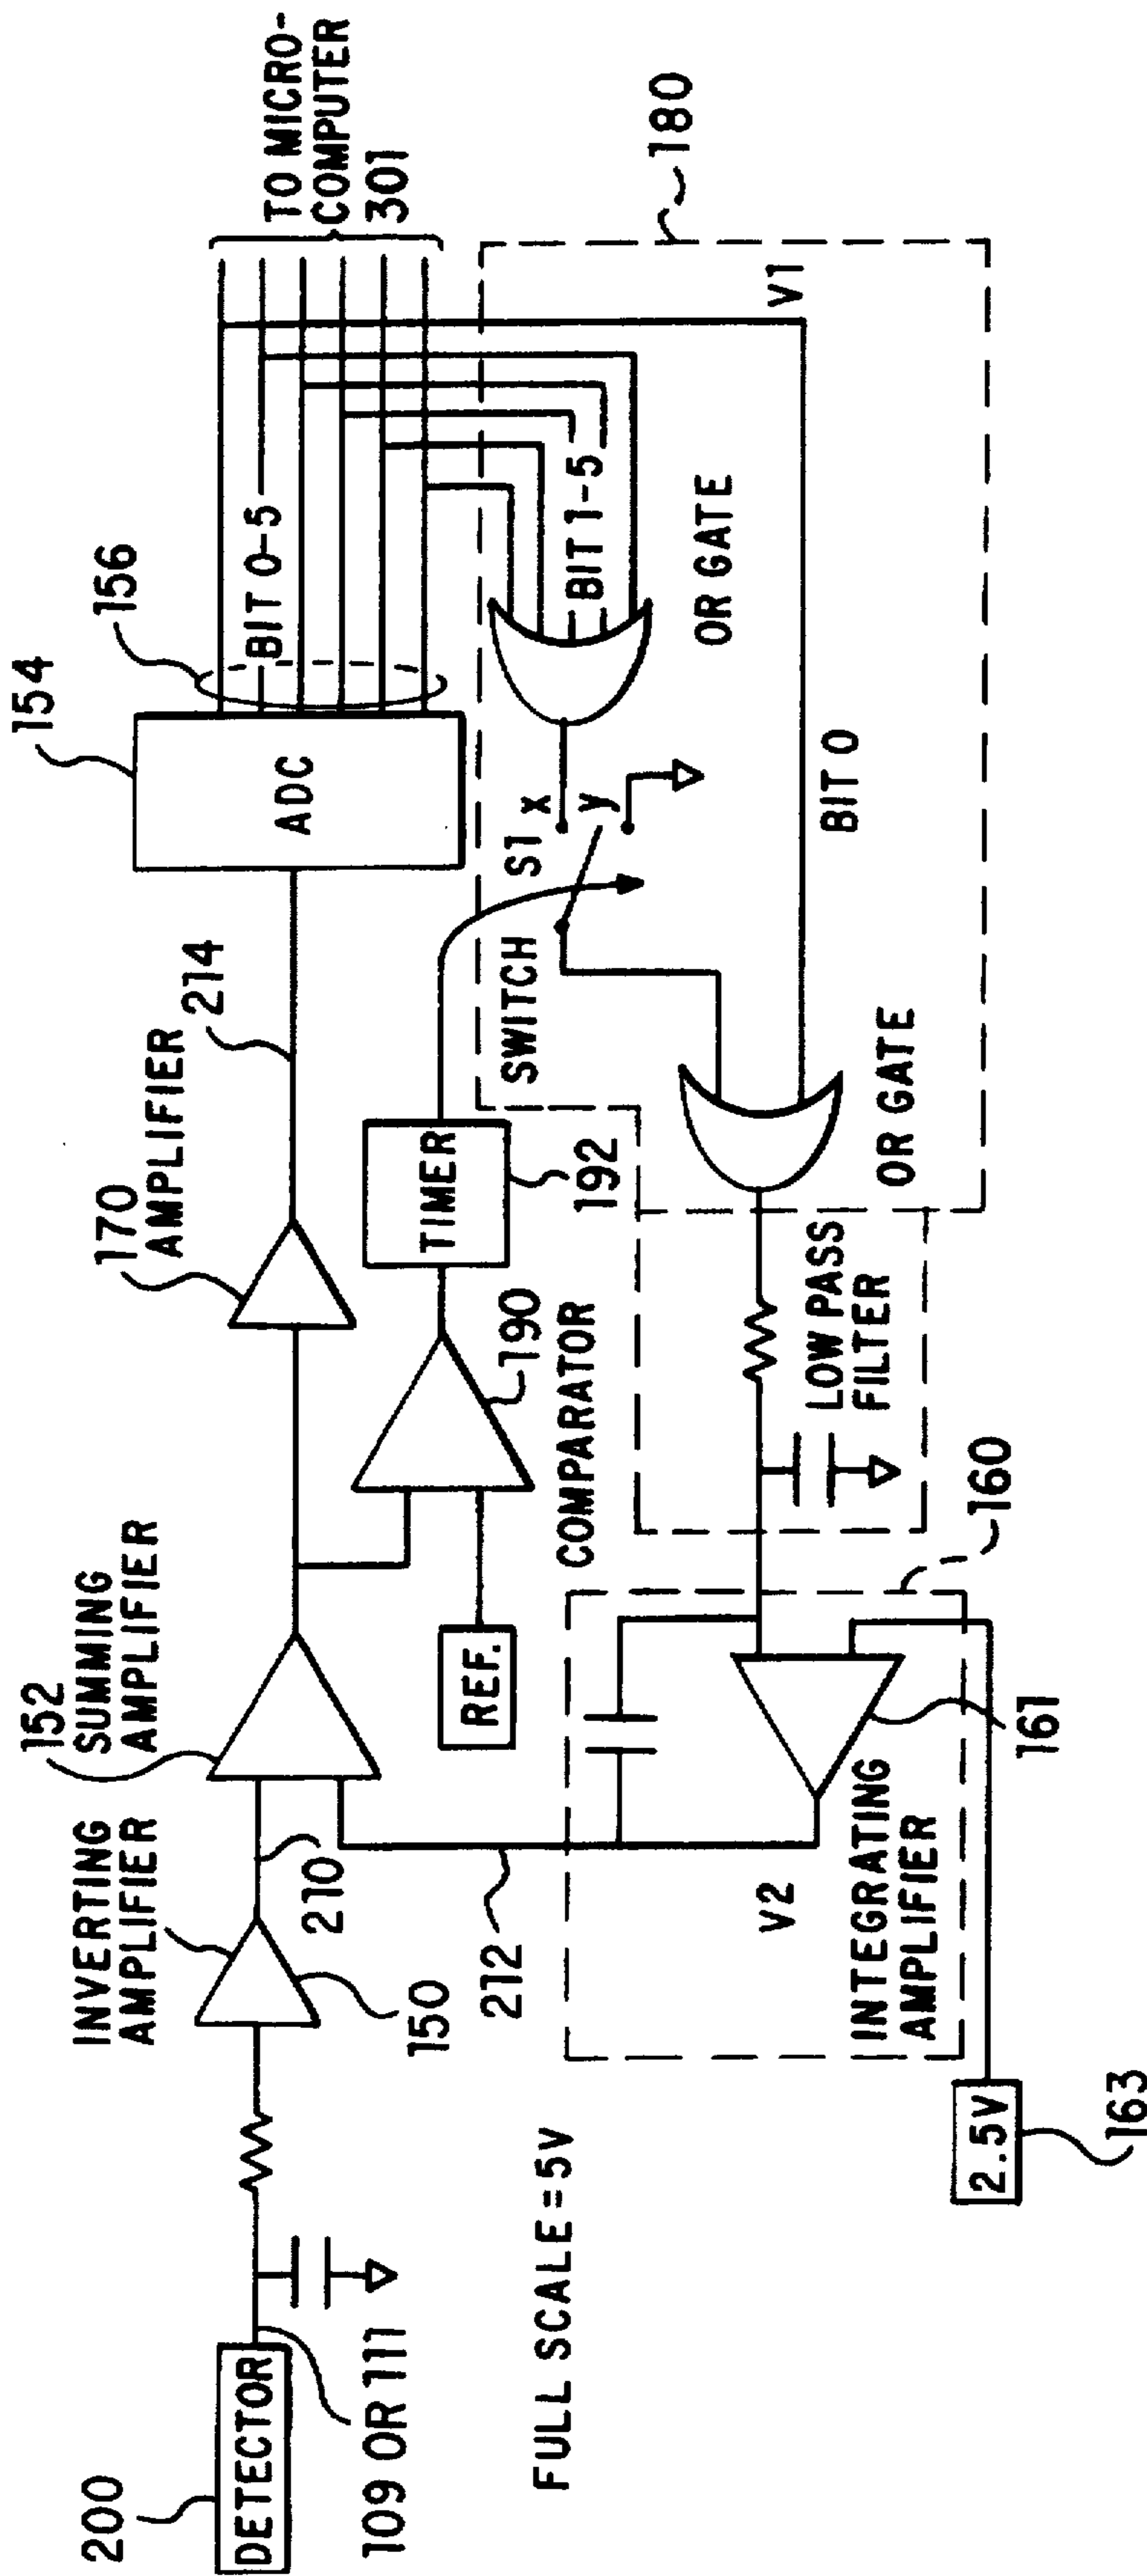 200
DETECTOR
109 OR 111
INVERTING
AMPLIFIER
150
210
152
SUMMING
AMPLIFIER
212
REF.
COMPARATOR
190
170
AMPLIFIER
214
TIMER
192
154
ADC
156
BIT 0-5
TO MICRO-
COMPUTER
301
180
SWITCH
S1
X
Y
BIT 1-5
OR GATE
V1
BIT 0
OR GATE
LOW PASS
FILTER
160
161
V2
INTEGRATING
AMPLIFIER
2.5V
163
FULL SCALE = 5V